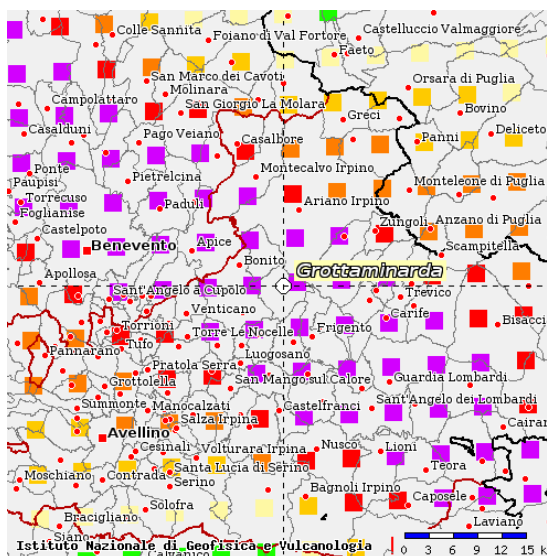 Castelluccio Valmaggiore
Colle Sannita
Foiano di Val Fortore
Faeto
San Marco dei Cavoti
Orsara di Puglia
Molinara
Campolattaro
San Giorgio La Molara
Bovino
Greci
Casalduni
Pago Veiano
Casalbore
Panni
Deliceto
Ponte
Montecalvo Irpino
Paupisi
Pietrelcina
Monteleone di Puglia
Torrecuso
Paduli
Ariano Irpino
Foglianise
Zungoli
Anzano di Puglia
Castelpoto
Benevento
Apice
Scampitella
Bonito
Grottaminarda
Apollosa
Sant'Angelo a Cupolo
Trevico
Venticano
Carife
Bisacci
Torrioni
Tufo
Torre Le Nocelle
Frigento
Pannarano
Luogosano
Pratola Serra
Grottolella
San Mango sul Calore
Guardia Lombardi
Summonte
Manocalzati
Castelfranci
Sant'Angelo dei Lombardi
Salza Irpina
Cairan
Avellino
Cesinali
Volturara Irpina
Nusco
Lioni
Teora
Moschiano
Contrada
Santa Lucia di Serino
Serino
Bagnoli Irpino
Caposele
Solofra
Bracigliano
Laviano
Siano
Istituto Nazionale di Geofisica e Vulcanologia
0 6 9 12 15 k